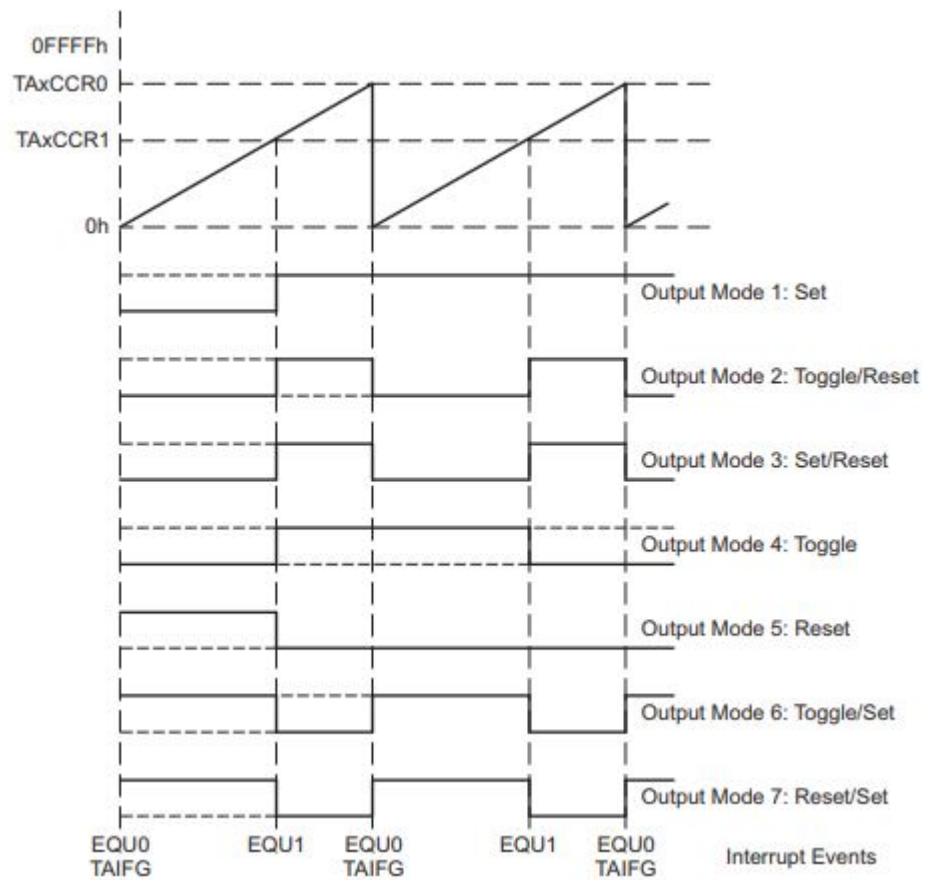 0FFFFh
TAxCCR0
TAxCCR1
0h
Output Mode 1: Set
Output Mode 2: Toggle/Reset
Output Mode 3: Set/Reset
Output Mode 4: Toggle
Output Mode 5: Reset
Output Mode 6: Toggle/Set
Output Mode 7: Reset/Set
EQU0 EQU1 EQU0 EQU1 EQU0 Interrupt Events
TAIFG TAIFG TAIFG